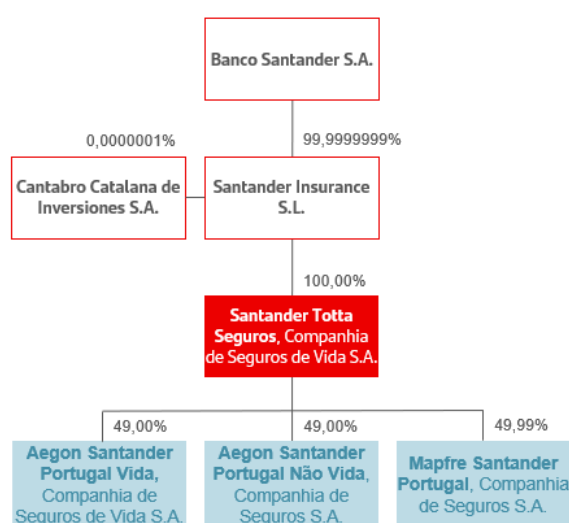 Banco Santander S.A.
0,0000001%
99,9999999%
Cantabro Catalana de
Inversiones S.A.
Santander Insurance
S.L.
100,00%
Santander Totta
Seguros, Companhia
de Seguros de Vida S.A.
49,00%
49,00%
49,99%
Aegon Santander
Portugal Vida,
Companhia de
Seguros de Vida S.A.
Aegon Santander
Portugal Não Vida,
Companhia de
Seguros S.A.
Mapfre Santander
Portugal, Companhia
de Seguros S.A.